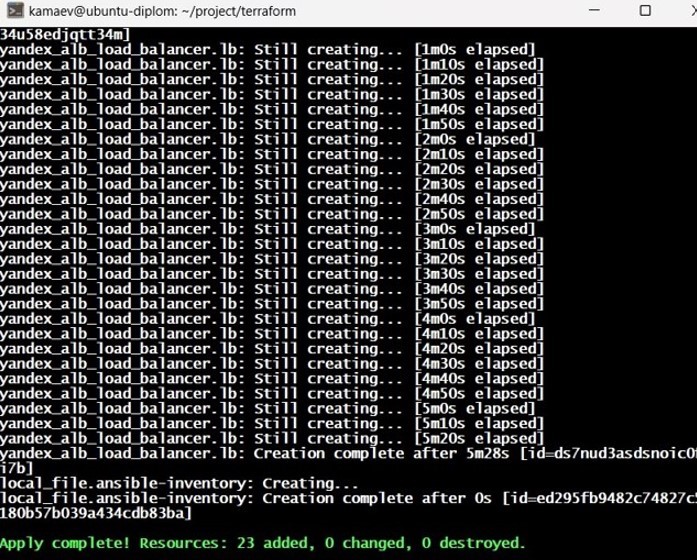 kamaev@ubuntu-diplom: ~/project/terraform
34u58edjqtt34m]
yandex_alb_load_balancer.lb: Still creating... [1m0s elapsed]
yandex_alb_load_balancer.lb: Still creating... [1m10s elapsed]
yandex_alb_load_balancer.lb: Still creating... [1m20s elapsed]
yandex_alb_load_balancer.lb: Still creating... [1m30s elapsed]
yandex_alb_load_balancer.lb: Still creating... [1m40s elapsed]
yandex_alb_load_balancer.lb: Still creating... [1m50s elapsed]
yandex_alb_load_balancer.lb: Still creating... [2m0s elapsed]
yandex_alb_load_balancer.lb: Still creating... [2m10s elapsed]
yandex_alb_load_balancer.lb: Still creating... [2m20s elapsed]
yandex_alb_load_balancer.lb: Still creating... [2m30s elapsed]
yandex_alb_load_balancer.lb: Still creating... [2m40s elapsed]
yandex_alb_load_balancer.lb: Still creating... [2m50s elapsed]
yandex_alb_load_balancer.lb: Still creating... [3m0s elapsed]
yandex_alb_load_balancer.lb: Still creating... [3m10s elapsed]
yandex_alb_load_balancer.lb: Still creating... [3m20s elapsed]
yandex_alb_load_balancer.lb: Still creating... [3m30s elapsed]
yandex_alb_load_balancer.lb: Still creating... [3m40s elapsed]
yandex_alb_load_balancer.lb: Still creating... [3m50s elapsed]
yandex_alb_load_balancer.lb: Still creating... [4m0s elapsed]
yandex_alb_load_balancer.lb: Still creating... [4m10s elapsed]
yandex_alb_load_balancer.lb: Still creating... [4m20s elapsed]
yandex_alb_load_balancer.lb: Still creating... [4m30s elapsed]
yandex_alb_load_balancer.lb: Still creating... [4m40s elapsed]
yandex_alb_load_balancer.lb: Still creating... [4m50s elapsed]
yandex_alb_load_balancer.lb: Still creating... [5m0s elapsed]
yandex_alb_load_balancer.lb: Still creating... [5m10s elapsed]
yandex_alb_load_balancer.lb: Still creating... [5m20s elapsed]
yandex_alb_load_balancer.lb: Creation complete after 5m28s [id=ds7nud3asdsnoic0f
i7b]
local_file.ansible-inventory: Creating...
local_file.ansible-inventory: Creation complete after 0s [id=ed295fb9482c74827c5
180b57b039a434cdb83ba]
Apply complete! Resources: 23 added, 0 changed, 0 destroyed.